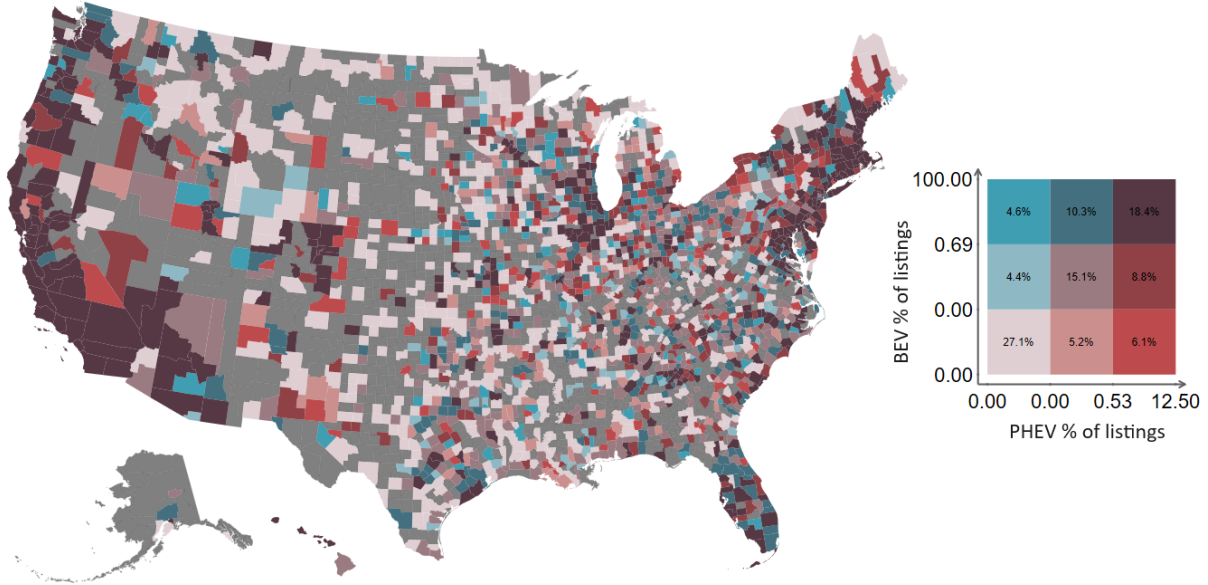 100.00
4.6% 10.3% 18.4%
0.69
4.4% 15.1% 8.8%
0.00
27.1% 5.2% 6.1%
0.00
0.00 0.00 0.53 12.50
PHEV % of listings
BEV % of listings